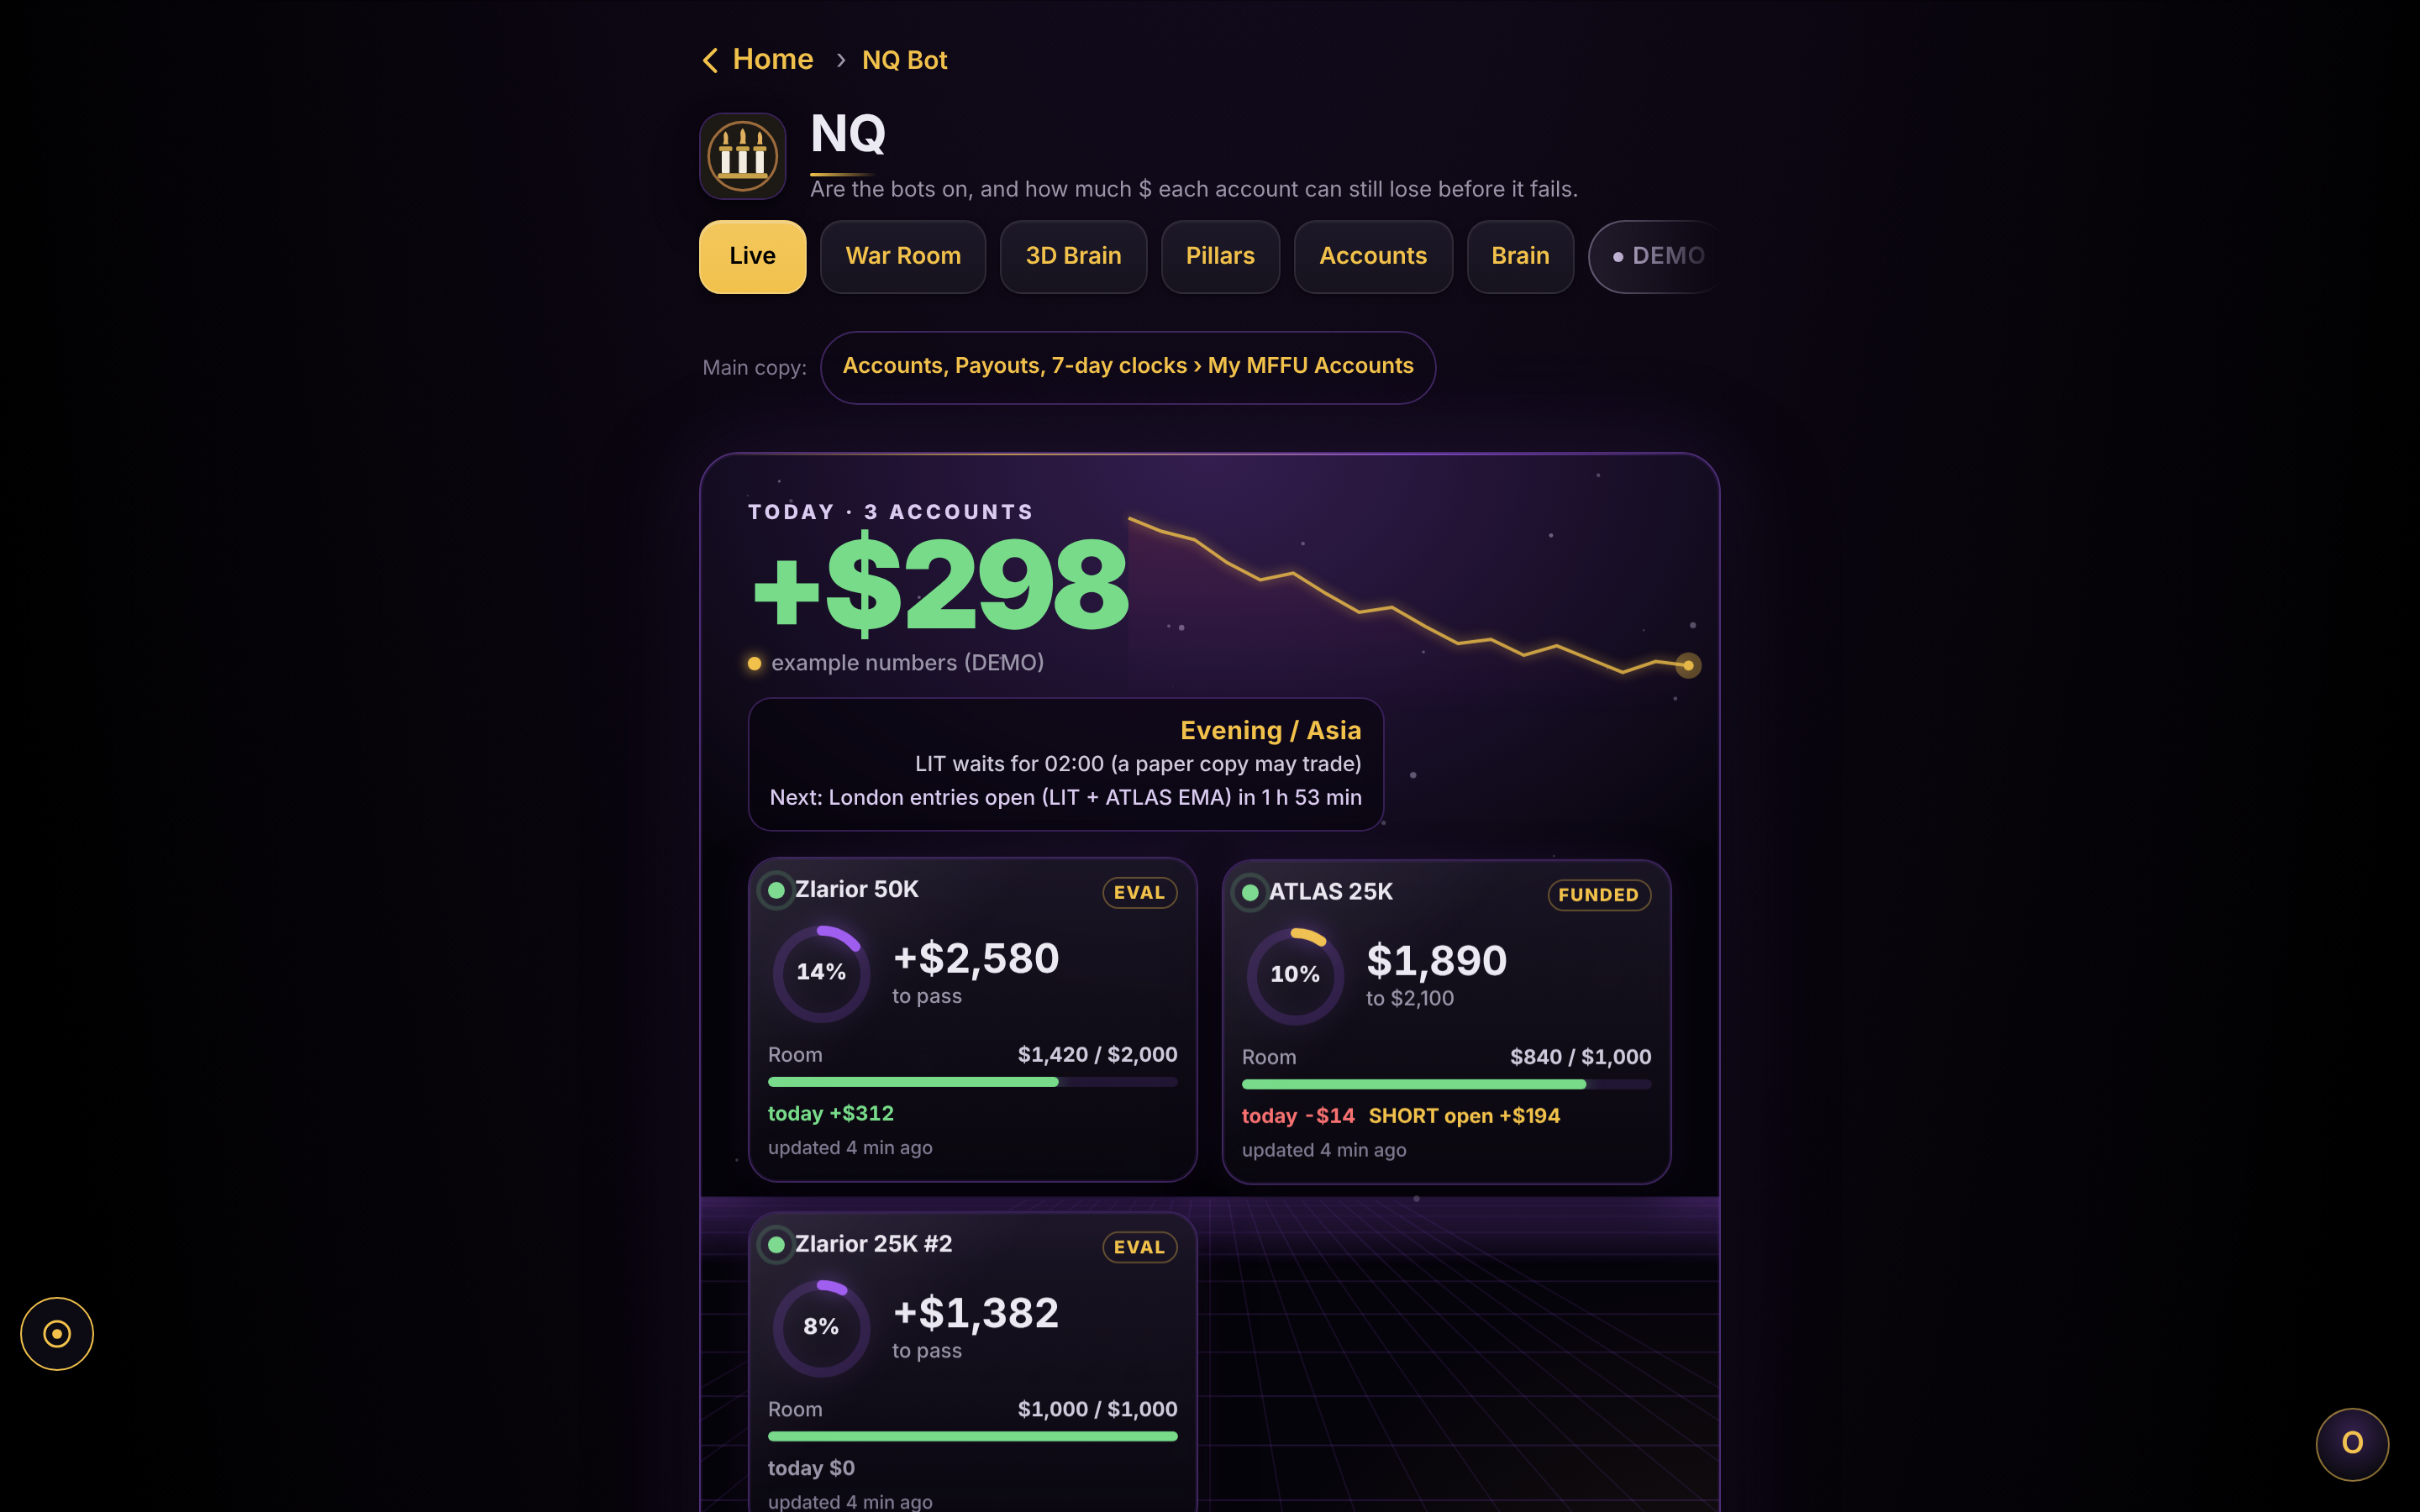 Home › NQ Bot
NQ
Are the bots on, and how much $ each account can still lose before it fails.
Live
War Room
3D Brain
Pillars
Accounts
Brain
• DEMO
Main copy:
Accounts, Payouts, 7-day clocks › My MFFU Accounts
TODAY · 3 ACCOUNTS
+$298
example numbers (DEMO)
Evening / Asia
LIT waits for 02:00 (a paper copy may trade)
Next: London entries open (LIT + ATLAS EMA) in 1 h 53 min
Zlarior 50K
EVAL
14%
+$2,580
to pass
Room
$1,420 / $2,000
today +$312
updated 4 min ago
ATLAS 25K
FUNDED
10%
$1,890
to $2,100
Room
$840 / $1,000
today -$14 SHORT open +$194
updated 4 min ago
Zlarior 25K #2
EVAL
8%
+$1,382
to pass
Room
$1,000 / $1,000
today $0
updated 4 min ago
O